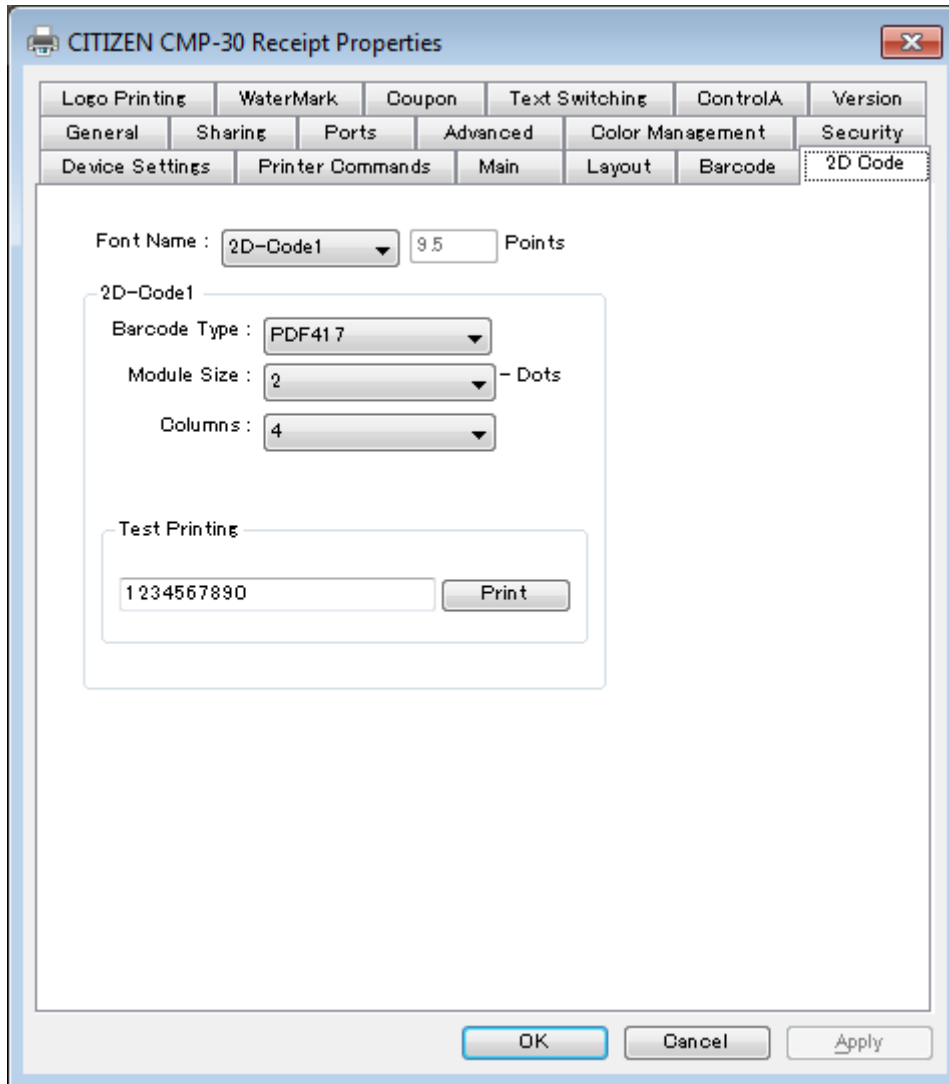 CITIZEN CMP-30 Receipt Properties
Logo Printing WaterMark Coupon Text Switching ControlA Version
General Sharing Ports Advanced Color Management Security
Device Settings Printer Commands Main Layout Barcode 2D Code
Font Name : 2D-Code1 9.5 Points
2D-Code1
Barcode Type : PDF417
Module Size : 2 - Dots
Columns : 4
Test Printing
1234567890 Print
OK Cancel Apply